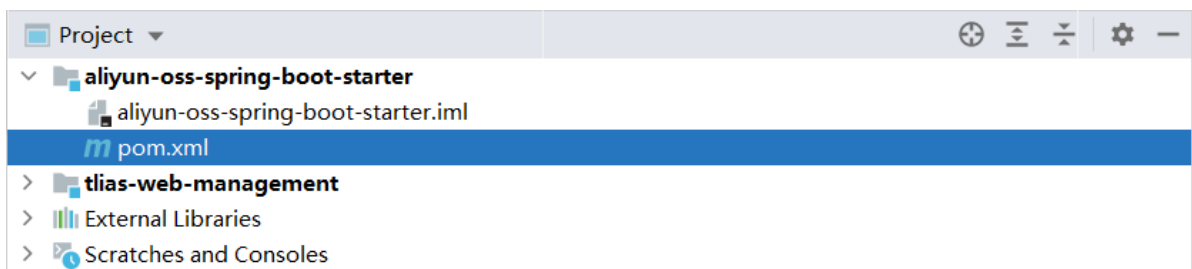 Project
aliyun-oss-spring-boot-starter
aliyun-oss-spring-boot-starter.iml
m pom.xml
tlias-web-management
External Libraries
Scratches and Consoles